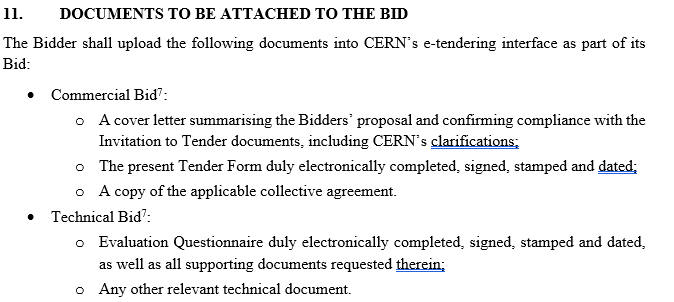 11. DOCUMENTS TO BE ATTACHED TO THE BID
The Bidder shall upload the following documents into CERN's e-tendering interface as part of its
Bid:
• Commercial Bid⁷:
o A cover letter summarising the Bidders' proposal and confirming compliance with the
Invitation to Tender documents, including CERN's clarifications;
o The present Tender Form duly electronically completed, signed, stamped and dated;
o A copy of the applicable collective agreement.
• Technical Bid⁷:
o Evaluation Questionnaire duly electronically completed, signed, stamped and dated,
as well as all supporting documents requested therein;
o Any other relevant technical document.